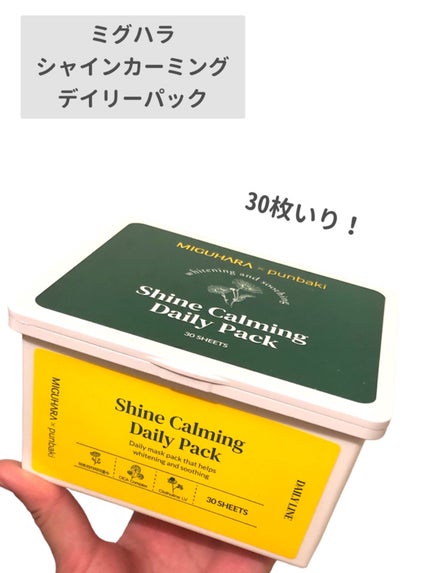 ミグハラ
シャインカーミング
デイリーパック
30枚いり！
MIGUHARA × punbaki
whitening and soothing
Shine Calming
Daily Pack
30 SHEETS
MIGUHARA × punbaki
Shine Calming
Daily Pack
Daily mask pack that helps
whitening and soothing
30 SHEETS
DAILY LINE